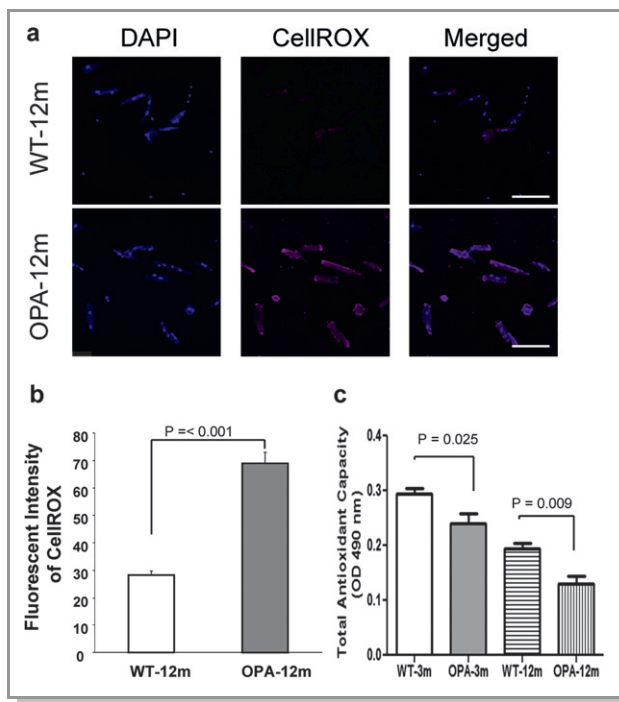 a
DAPI CellROX Merged
WT-12m
OPA-12m
b
Fluorescent Intensity
of CellROX
80
70
60
50
40
30
20
10
0
P =< 0.001
WT-12m OPA-12m
c
Total Antioxidant Capacity
(OD 490 nm)
0.4
0.3
0.2
0.1
0.0
P = 0.025
P = 0.009
WT-3m OPA-3m WT-12m OPA-12m